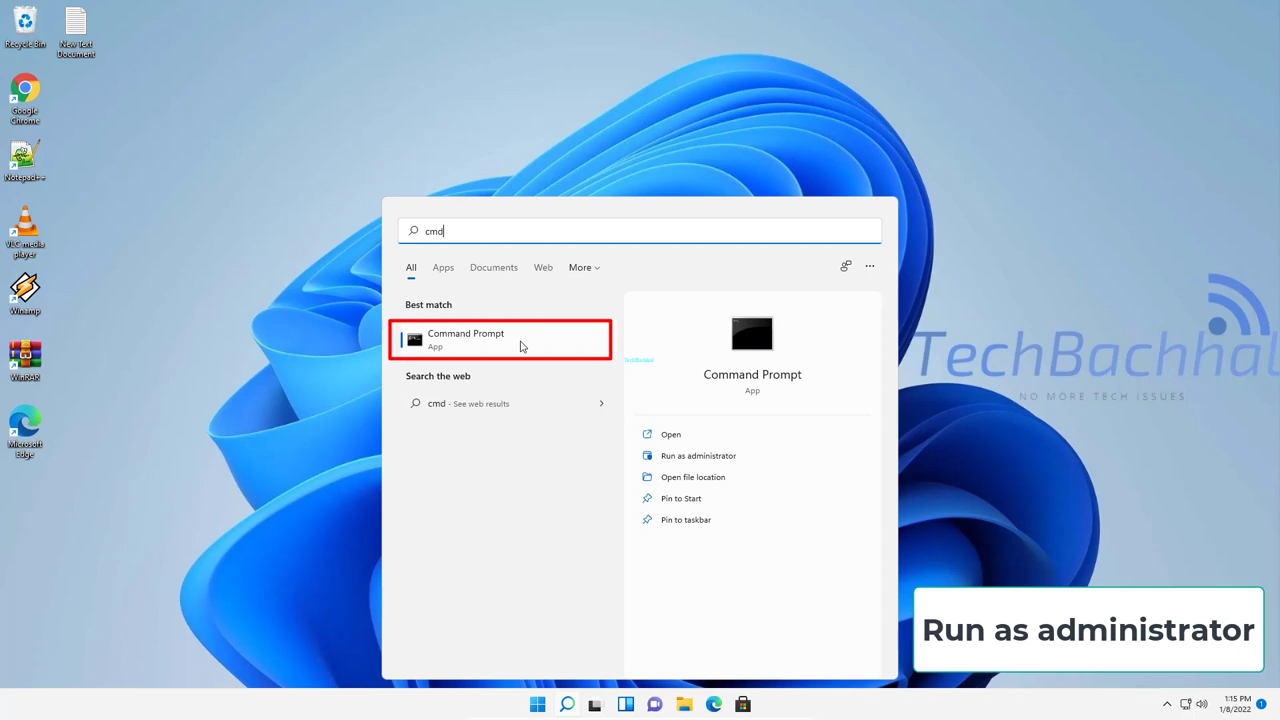 Recycle Bin
New Text
Document
Google
Chrome
Notepad++
VLC media
player
Winamp
WinRAR
Microsoft
Edge
cmd
All
Apps
Documents
Web
More
Best match
Command Prompt
App
Search the web
cmd - See web results
TechBachhal
Command Prompt
App
Open
Run as administrator
Open file location
Pin to Start
Pin to taskbar
TechBachhal
NO MORE TECH ISSUES
Run as administrator
1:15 PM
1/8/2022
1